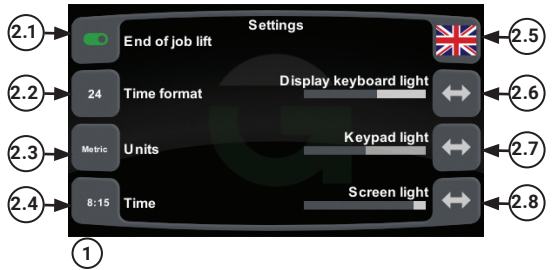 Settings
2.1
End of job lift
2.5
2.2
24
Time format
Display keyboard light
2.6
2.3
Metric
Units
Keypad light
2.7
2.4
8:15
Time
Screen light
2.8
1